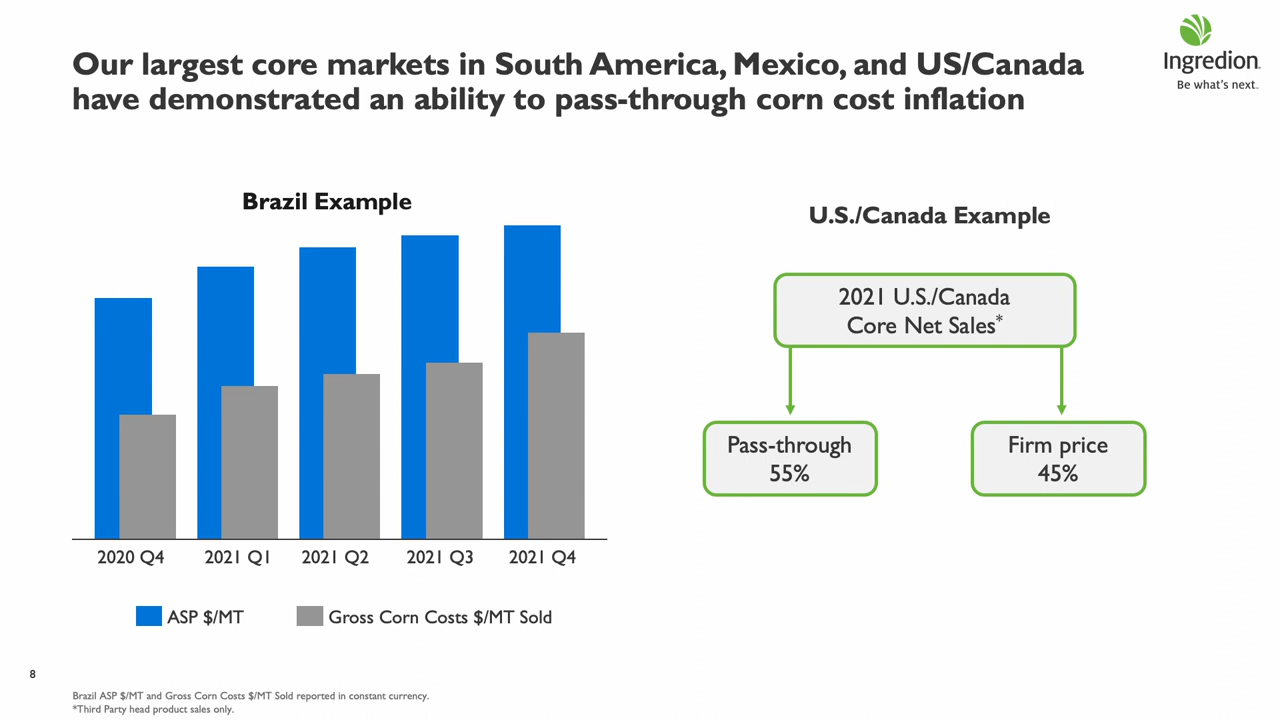 Our largest core markets in South America, Mexico, and US/Canada
have demonstrated an ability to pass-through corn cost inflation
Ingredion.
Be what's next.
Brazil Example
2020 Q4
2021 Q1
2021 Q2
2021 Q3
2021 Q4
ASP $/MT
Gross Corn Costs $/MT Sold
U.S./Canada Example
2021 U.S./Canada
Core Net Sales*
Pass-through
55%
Firm price
45%
8
Brazil ASP $/MT and Gross Corn Costs $/MT Sold reported in constant currency.
*Third Party head product sales only.